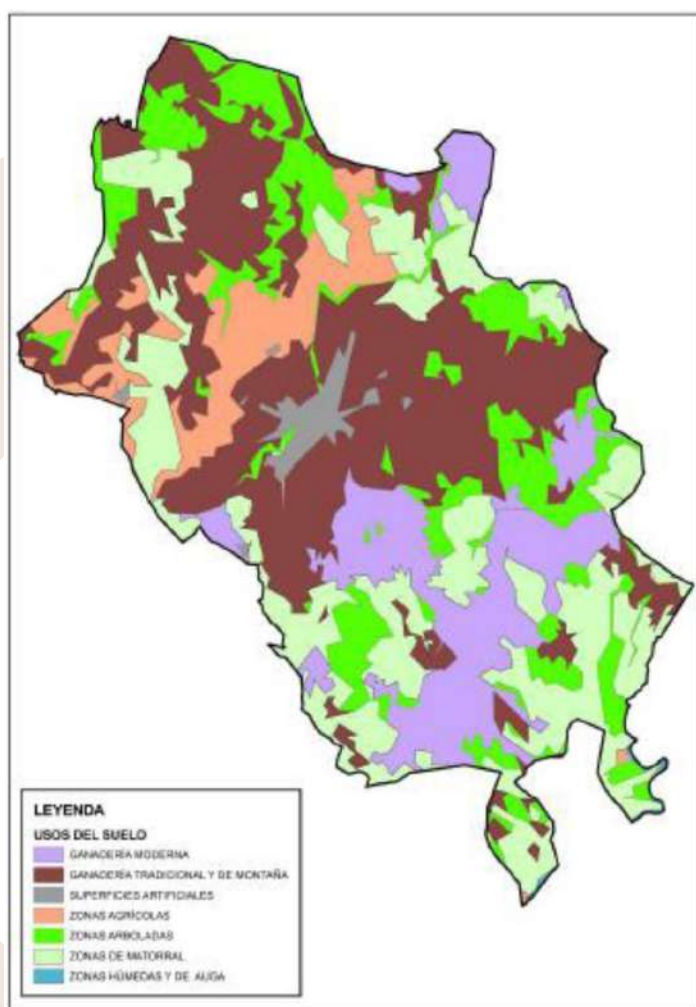 LEYENDA
USOS DEL SUELO
GANADERÍA MODERNA
GANADERÍA TRADICIONAL Y DE MONTAÑA
SUPERFICIES ARTIFICIALES
ZONAS AGRÍCOLAS
ZONAS ARBOLADAS
ZONAS DE MATORRAL
ZONAS HÚMEDAS Y DE AUGA